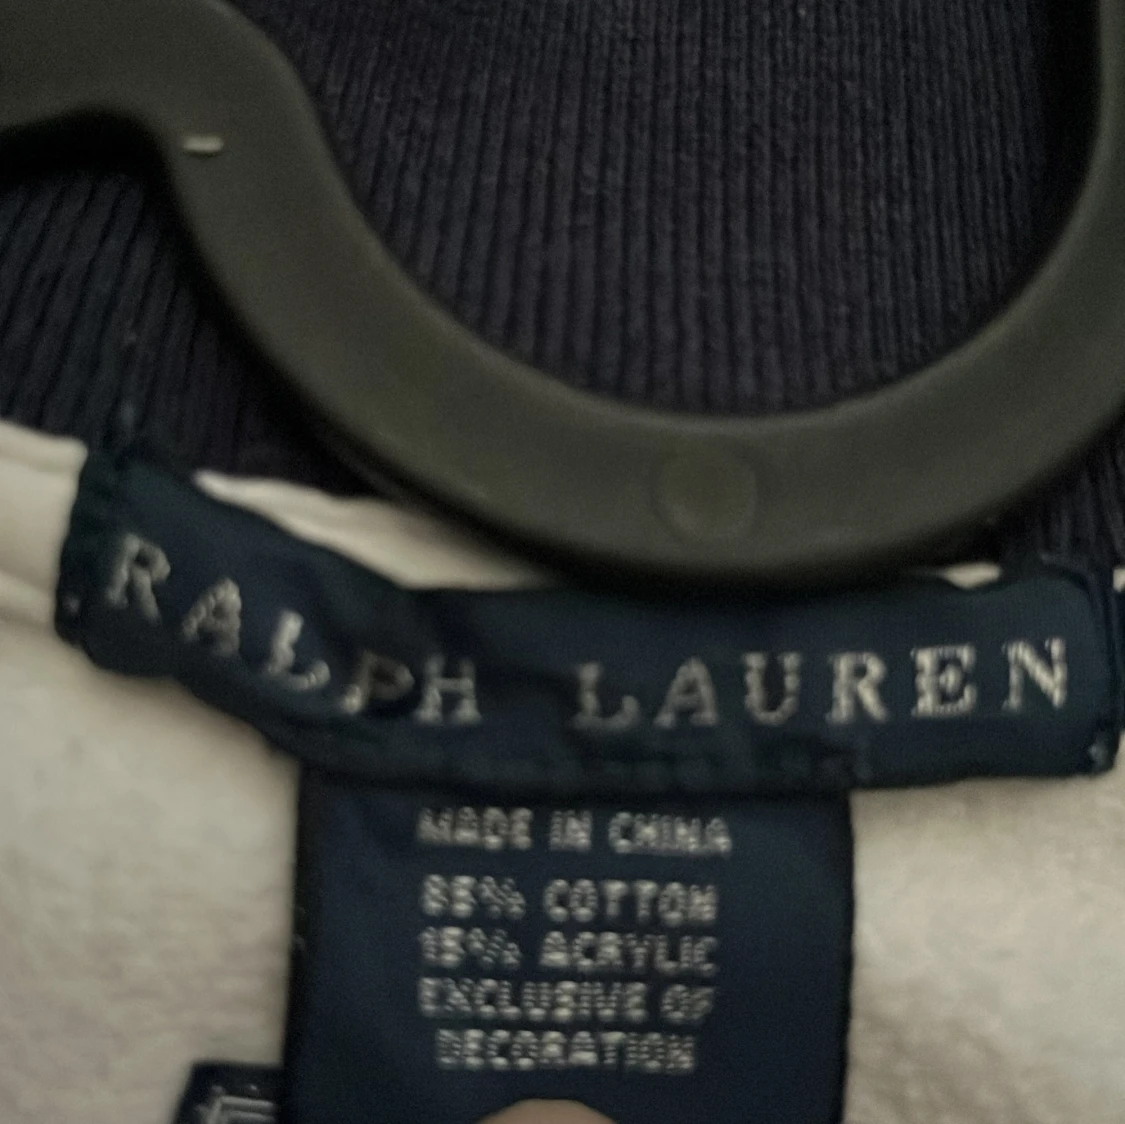 RALPH LAUREN
MADE IN CHINA
85% COTTON
15% ACRYLIC
EXCLUSIVE OF
DECORATION